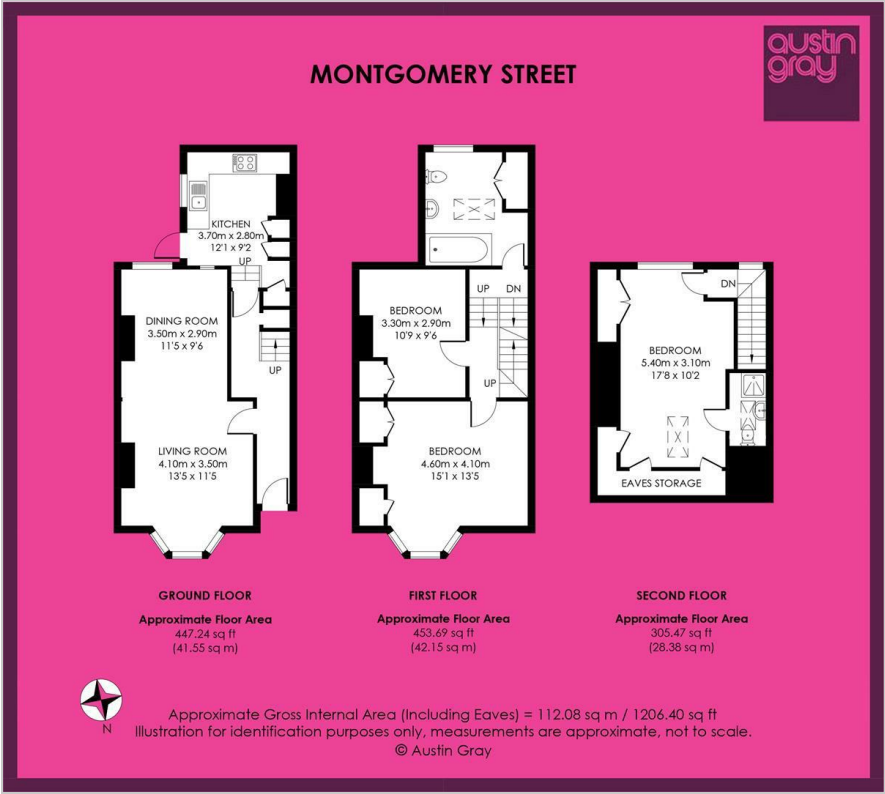 MONTGOMERY STREET
austin
gray
KITCHEN
3.70m x 2.80m
12'1 x 9'2
UP
DINING ROOM
3.50m x 2.90m
11'5 x 9'6
UP
LIVING ROOM
4.10m x 3.50m
13'5 x 11'5
UP
DN
BEDROOM
3.30m x 2.90m
10'9 x 9'6
UP
BEDROOM
4.60m x 4.10m
15'1 x 13'5
DN
BEDROOM
5.40m x 3.10m
17'8 x 10'2
EAVES STORAGE
GROUND FLOOR
Approximate Floor Area
447.24 sq ft
(41.55 sq m)
FIRST FLOOR
Approximate Floor Area
453.69 sq ft
(42.15 sq m)
SECOND FLOOR
Approximate Floor Area
305.47 sq ft
(28.38 sq m)
N
Approximate Gross Internal Area (Including Eaves) = 112.08 sq m / 1206.40 sq ft
Illustration for identification purposes only, measurements are approximate, not to scale.
© Austin Gray